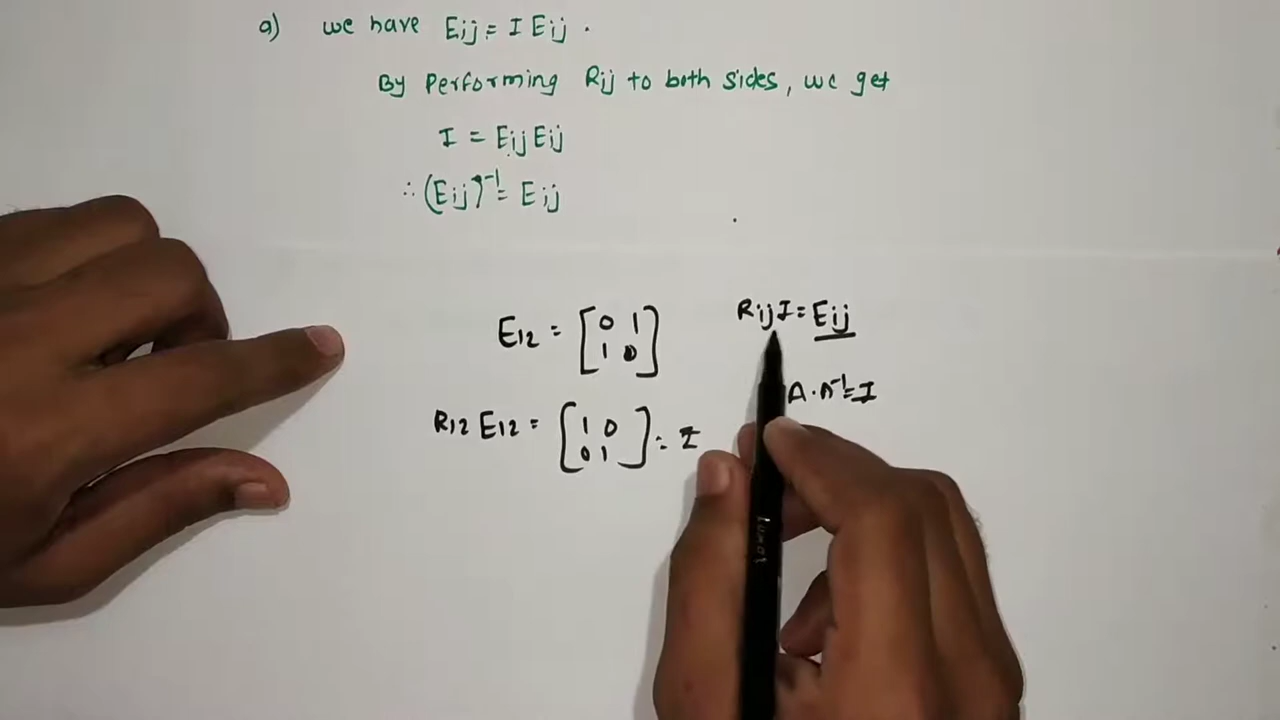 a) we have Eij = I Eij .
By Performing Rij to both sides, we get
I = Eij Eij
∴ (Eij)⁻¹ = Eij
E12 = [0 1
1 0]
RijI = Eij
A·A⁻¹ = I
R12 E12 = [1 0
0 1] = I